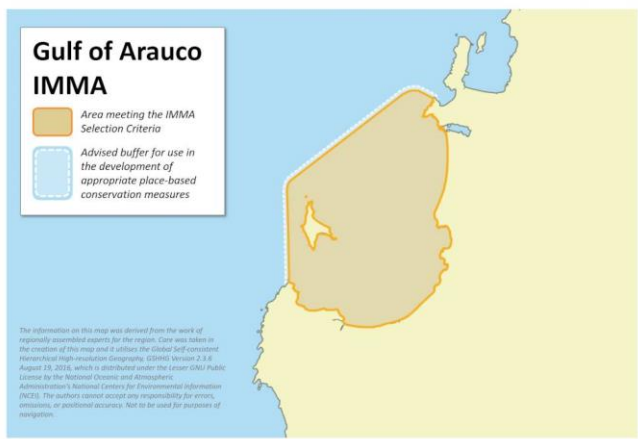 Gulf of Arauco
IMMA
Area meeting the IMMA
Selection Criteria
Advised buffer for use in
the development of
appropriate place-based
conservation measures
The information on this map was derived from the work of
regionally assembled experts for the region. Care was taken in
the creation of this map and it utilises the Global Self-consistent
Hierarchical High-resolution Geography, GSHHG Version 2.3.6
August 19, 2016, which is distributed under the Lesser GNU Public
License by the National Oceanic and Atmospheric
Administration's National Centers for Environmental Information
(NCEI). The authors cannot accept any responsibility for errors,
omissions, or positional accuracy. Not to be used for purposes of
navigation.